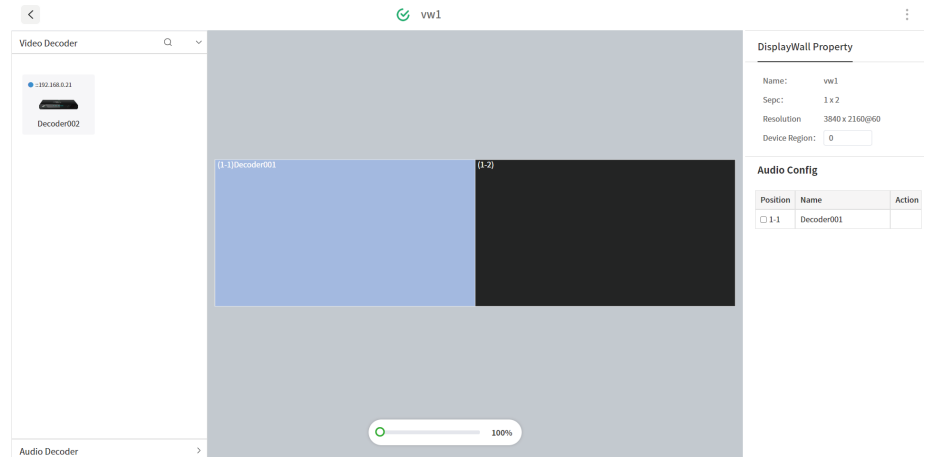 vw1
Video Decoder
::192.168.0.21
Decoder002
Audio Decoder
(1-1)Decoder001
(1-2)
100%
DisplayWall Property
Name: vw1
Sepc: 1 x 2
Resolution 3840 x 2160@60
Device Region: 0
Audio Config
Position Name Action
1-1 Decoder001